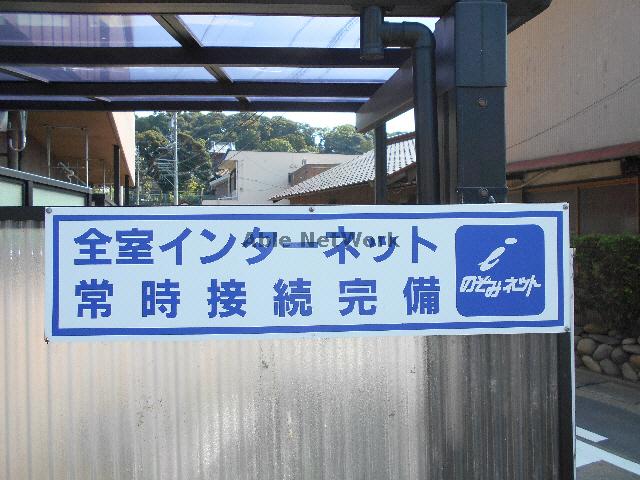 全室インターネット
常時接続完備
i
のぞみネット
Able NetWork